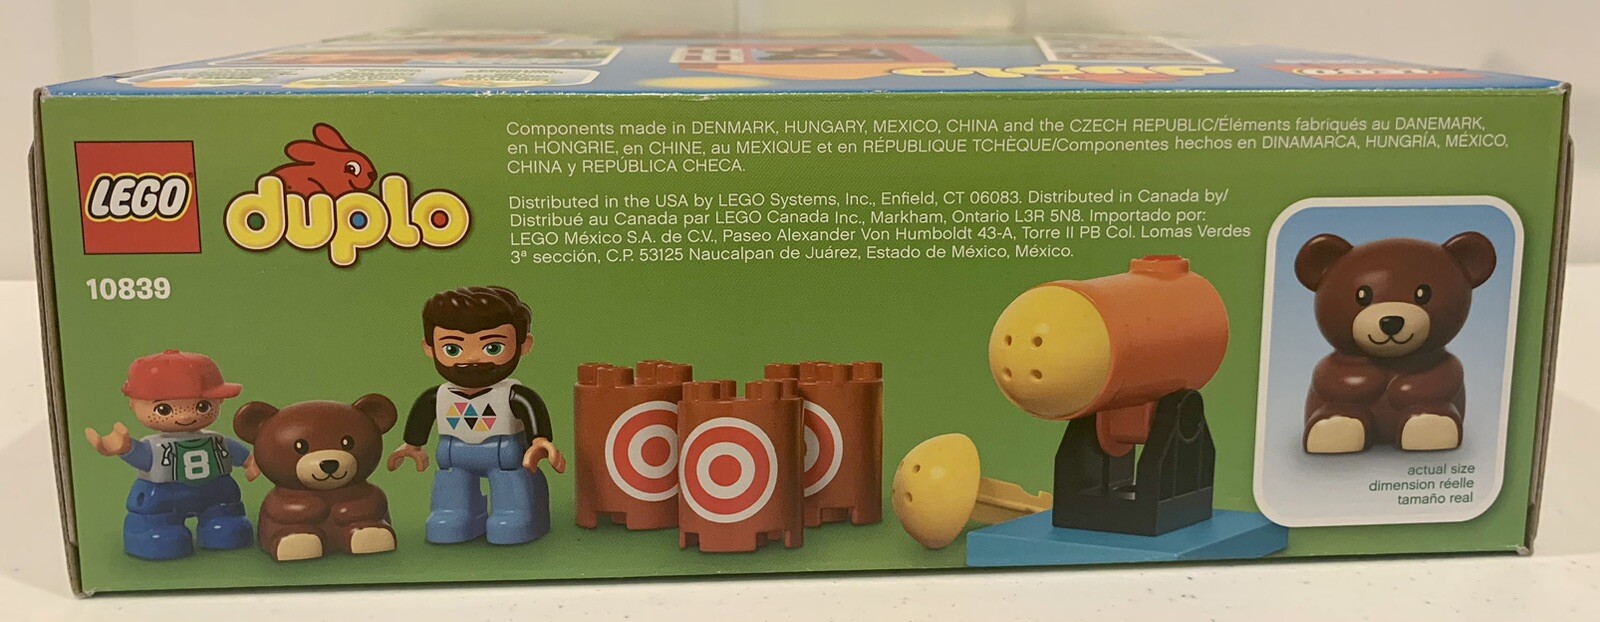 LEGO
duplo
LEGO
duplo
10839
Components made in DENMARK, HUNGARY, MEXICO, CHINA and the CZECH REPUBLIC/Éléments fabriqués au DANEMARK,
en HONGRIE, en CHINE, au MEXIQUE et en RÉPUBLIQUE TCHÈQUE/Componentes hechos en DINAMARCA, HUNGRÍA, MÉXICO,
CHINA y REPÚBLICA CHECA.
Distributed in the USA by LEGO Systems, Inc., Enfield, CT 06083. Distributed in Canada by/
Distribué au Canada par LEGO Canada Inc., Markham, Ontario L3R 5N8. Importado por:
LEGO México S.A. de C.V., Paseo Alexander Von Humboldt 43-A, Torre II PB Col. Lomas Verdes
3ª sección, C.P. 53125 Naucalpan de Juárez, Estado de México, México.
8
actual size
dimension réelle
tamaño real